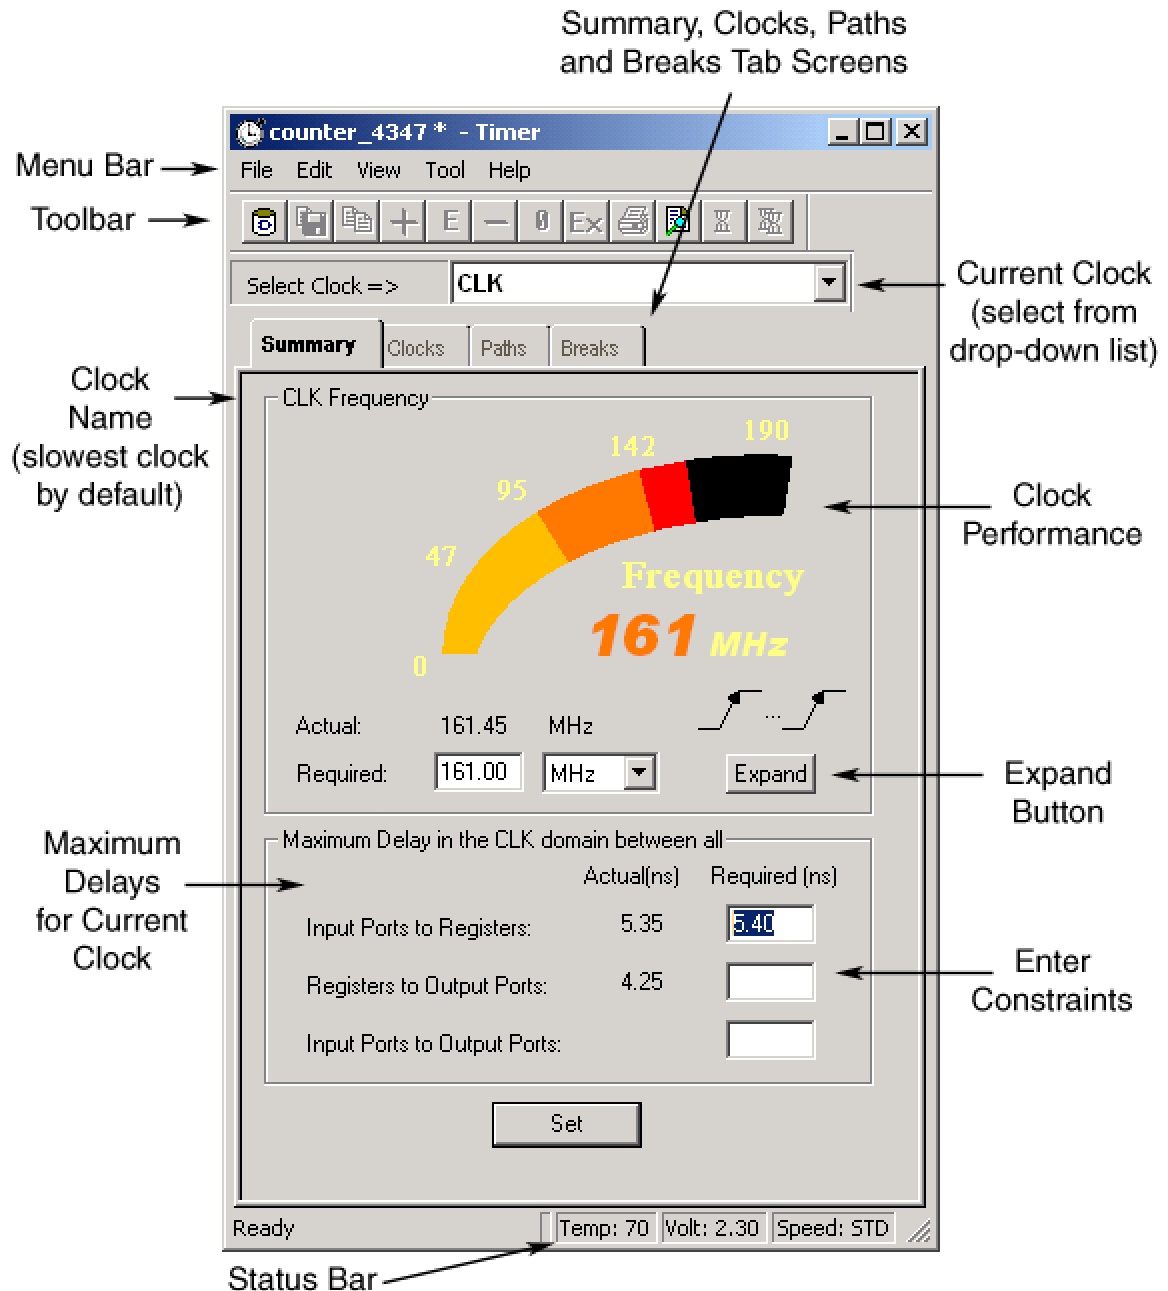 Summary, Clocks, Paths
and Breaks Tab Screens
counter_4347 * - Timer
Menu Bar
File Edit View Tool Help
Toolbar
E Ex
Select Clock =>
CLK
Current Clock
(select from
drop-down list)
Summary Clocks Paths Breaks
Clock
Name
(slowest clock
by default)
CLK Frequency
190
142
95
47
0
Frequency
161 MHz
Clock
Performance
Actual: 161.45 MHz
...
Required: 161.00 MHz Expand
Expand
Button
Maximum
Delays
for Current
Clock
Maximum Delay in the CLK domain between all
Actual(ns) Required (ns)
Input Ports to Registers: 5.35 5.40
Registers to Output Ports: 4.25
Input Ports to Output Ports:
Enter
Constraints
Set
Ready Temp: 70 Volt: 2.30 Speed: STD
Status Bar